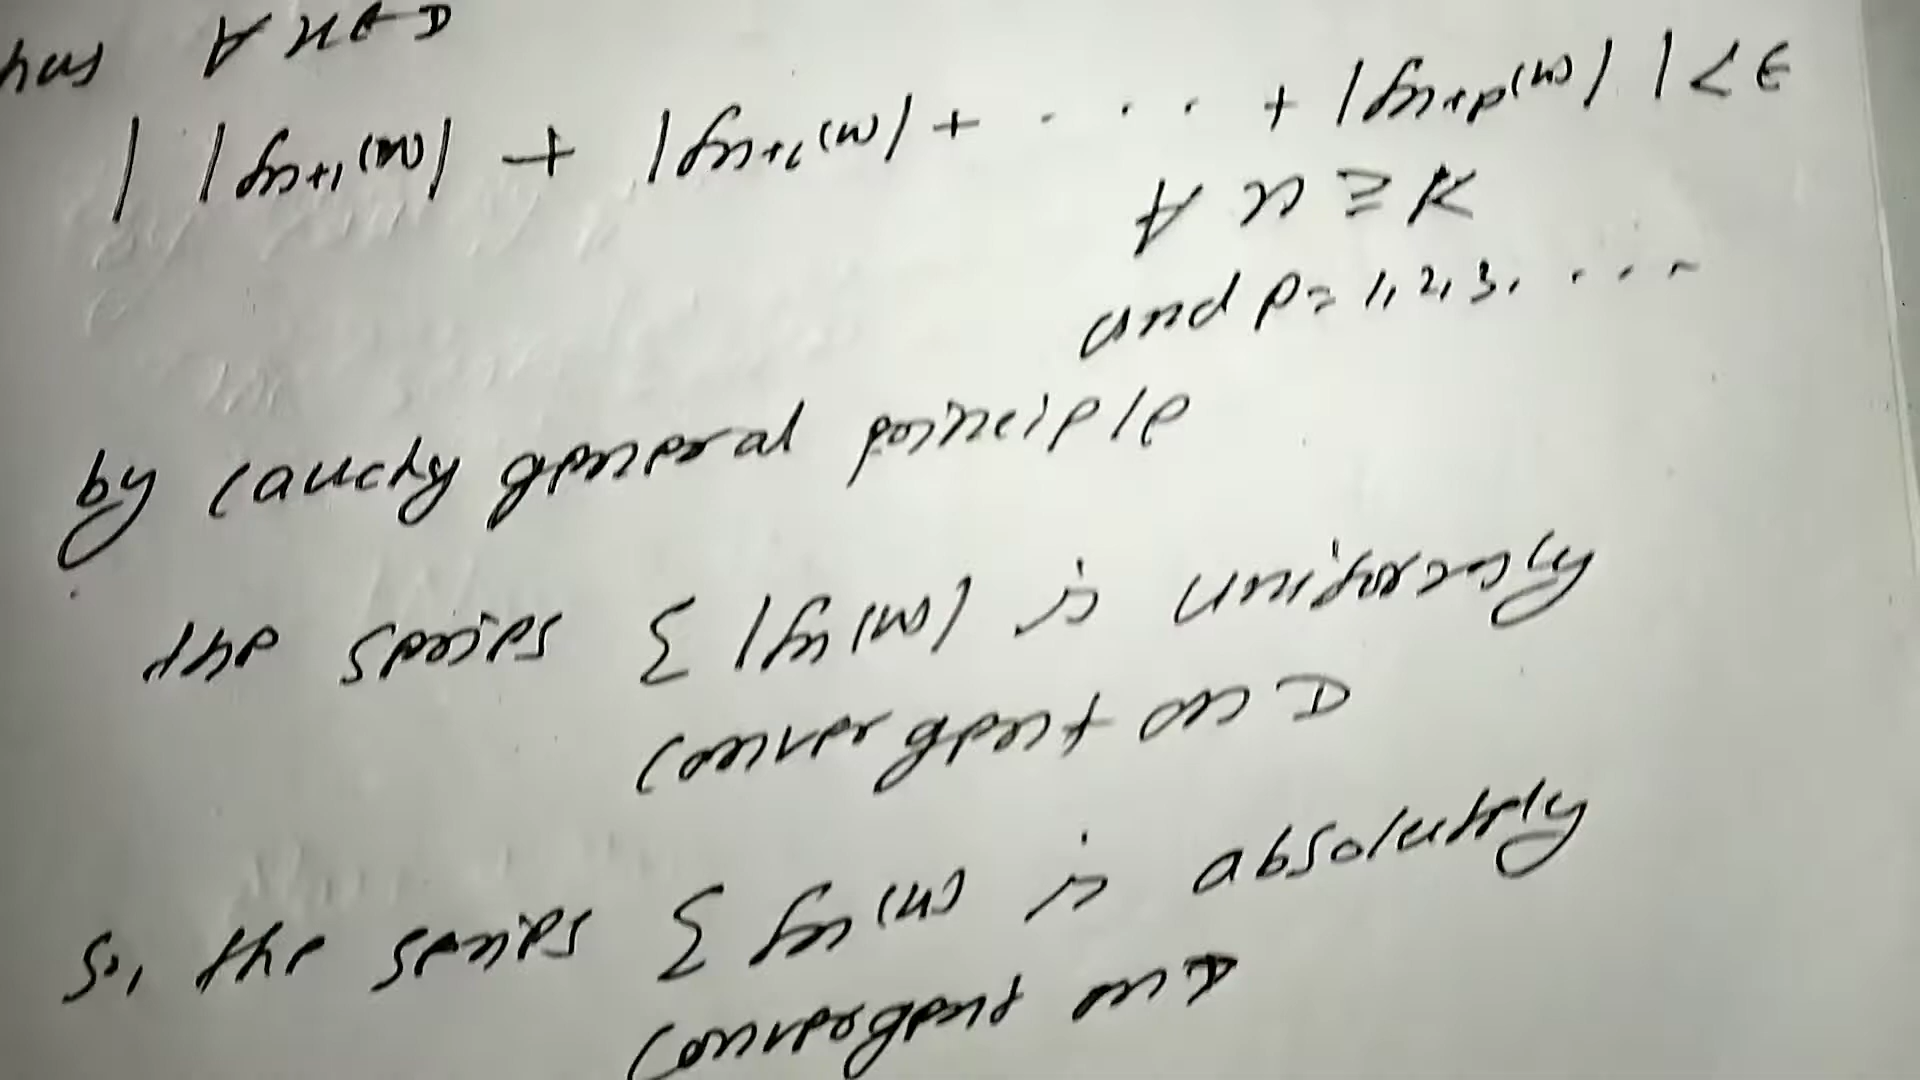 has ∀ x ∈ D
| |fn+1(x)| + |fn+2(x)| + . . . . + |fn+p(x)| | < ε
∀ n ≥ K
and p = 1, 2, 3, . . . .
by cauchy general principle
the series Σ |fn(x)| is uniformly
convergent on D
So, the series Σ fn(x) is absolutely
convergent on D